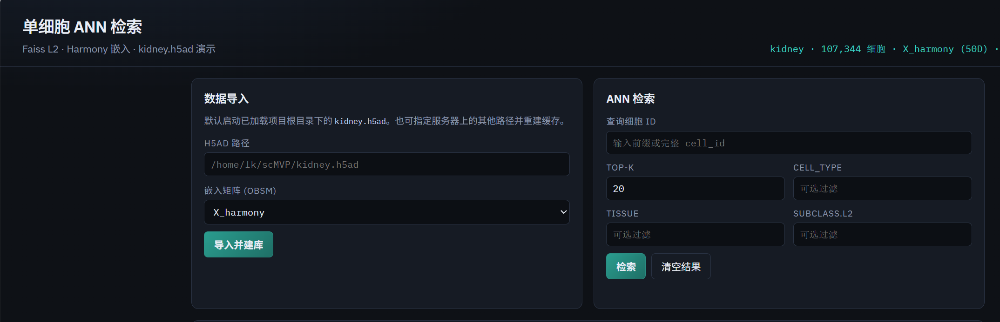 单细胞 ANN 检索
Faiss L2 · Harmony 嵌入 · kidney.h5ad 演示
kidney · 107,344 细胞 · X_harmony (50D) ·
数据导入
默认启动已加载项目根目录下的 kidney.h5ad。也可指定服务器上的其他路径并重建缓存。
H5AD 路径
/home/lk/scMVP/kidney.h5ad
嵌入矩阵 (OBSM)
X_harmony
导入并建库
ANN 检索
查询细胞 ID
输入前缀或完整 cell_id
TOP-K
CELL_TYPE
20
可选过滤
TISSUE
SUBCLASS.L2
可选过滤
可选过滤
检索
清空结果